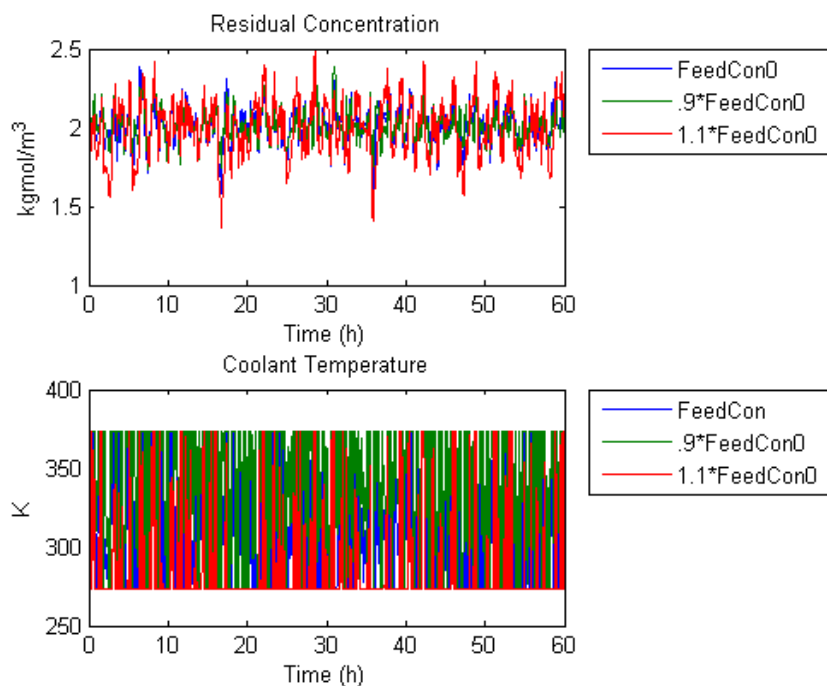 Residual Concentration
kgmol/m³
2.5
2
1.5
1
0 10 20 30 40 50 60
Time (h)
FeedCon0
.9*FeedCon0
1.1*FeedCon0
Coolant Temperature
K
400
350
300
250
0 10 20 30 40 50 60
Time (h)
FeedCon
.9*FeedCon0
1.1*FeedCon0